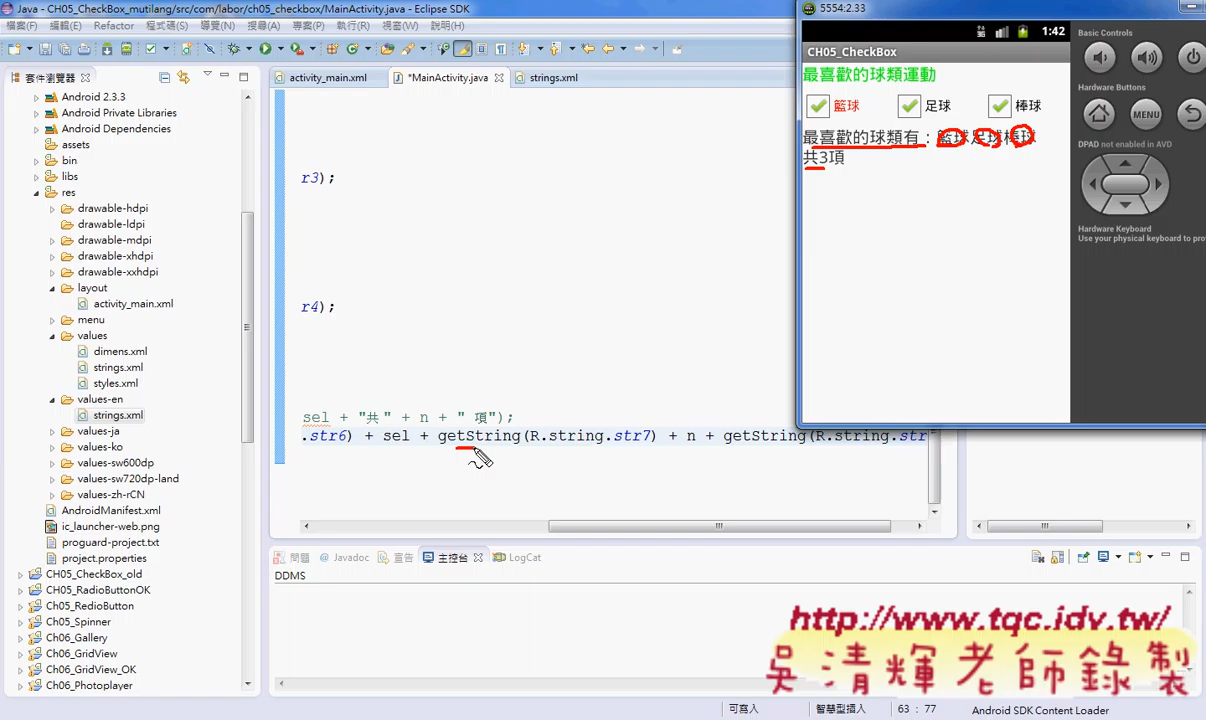 Java - CH05_CheckBox_mutilang/src/com/labor/ch05_checkbox/MainActivity.java - Eclipse SDK
檔案(F) 編輯(E) Refactor 程式碼(S) 導覽(N) 搜尋(A) 專案(P) 執行(R) 視窗(W) 說明(H)
套件瀏覽器
Android 2.3.3
Android Private Libraries
Android Dependencies
assets
bin
libs
res
drawable-hdpi
drawable-ldpi
drawable-mdpi
drawable-xhdpi
drawable-xxhdpi
layout
activity_main.xml
menu
values
dimens.xml
strings.xml
styles.xml
values-en
strings.xml
values-ja
values-ko
values-sw600dp
values-sw720dp-land
values-zh-rCN
AndroidManifest.xml
ic_launcher-web.png
proguard-project.txt
project.properties
CH05_CheckBox_old
CH05_RadioButtonOK
CH05_RedioButton
CH05_Spinner
CH06_Gallery
CH06_GridView
CH06_GridView_OK
CH06_Photoplayer
activity_main.xml *MainActivity.java strings.xml
r3);
r4);
sel + "共 " + n + " 項");
.str6) + sel + getString(R.string.str7) + n + getString(R.string.str
問題 @ Javadoc 宣告 主控台 LogCat
DDMS
5554:2.33
1:42
CH05_CheckBox
最喜歡的球類運動
籃球 足球 棒球
最喜歡的球類有：籃球足球棒球
共3項
Basic Controls
Hardware Buttons
MENU
DPAD not enabled in AVD
Hardware Keyboard
Use your physical keyboard to pro
http://www.tqc.idv.tw/
吳清輝老師錄製
可寫入 智慧型插入 63 : 77 Android SDK Content Loader